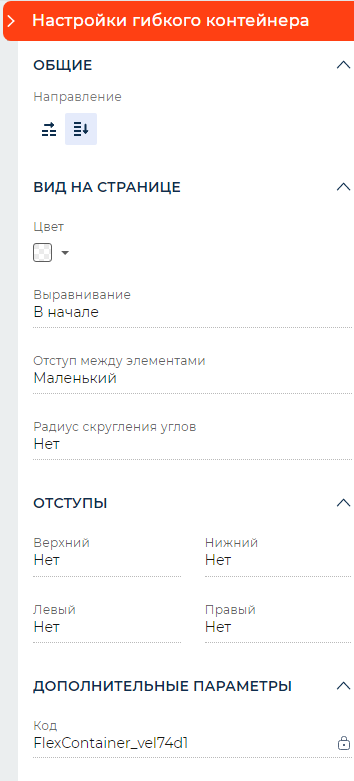 Настройки гибкого контейнера
ОБЩИЕ
Направление
ВИД НА СТРАНИЦЕ
Цвет
Выравнивание
В начале
Отступ между элементами
Маленький
Радиус скругления углов
Нет
ОТСТУПЫ
Верхний Нижний
Нет Нет
Левый Правый
Нет Нет
ДОПОЛНИТЕЛЬНЫЕ ПАРАМЕТРЫ
Код
FlexContainer_vel74d1